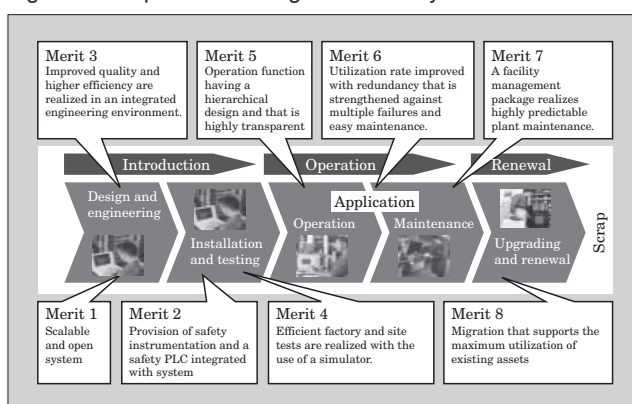 Merit 3
Improved quality and
higher efficiency are
realized in an integrated
engineering environment.
Merit 5
Operation function
having a
hierarchical
design and that is
highly transparent
Merit 6
Utilization rate improved
with redundancy that is
strengthened against
multiple failures and
easy maintenance.
Merit 7
A facility
management
package realizes
highly predictable
plant maintenance.
Introduction
Operation
Renewal
Design and
engineering
Installation
and testing
Application
Operation
Maintenance
Upgrading
and renewal
Scrap
Merit 1
Scalable
and open
system
Merit 2
Provision of safety
instrumentation and a
safety PLC integrated
with system
Merit 4
Efficient factory and site
tests are realized with the
use of a simulator.
Merit 8
Migration that supports the
maximum utilization of
existing assets